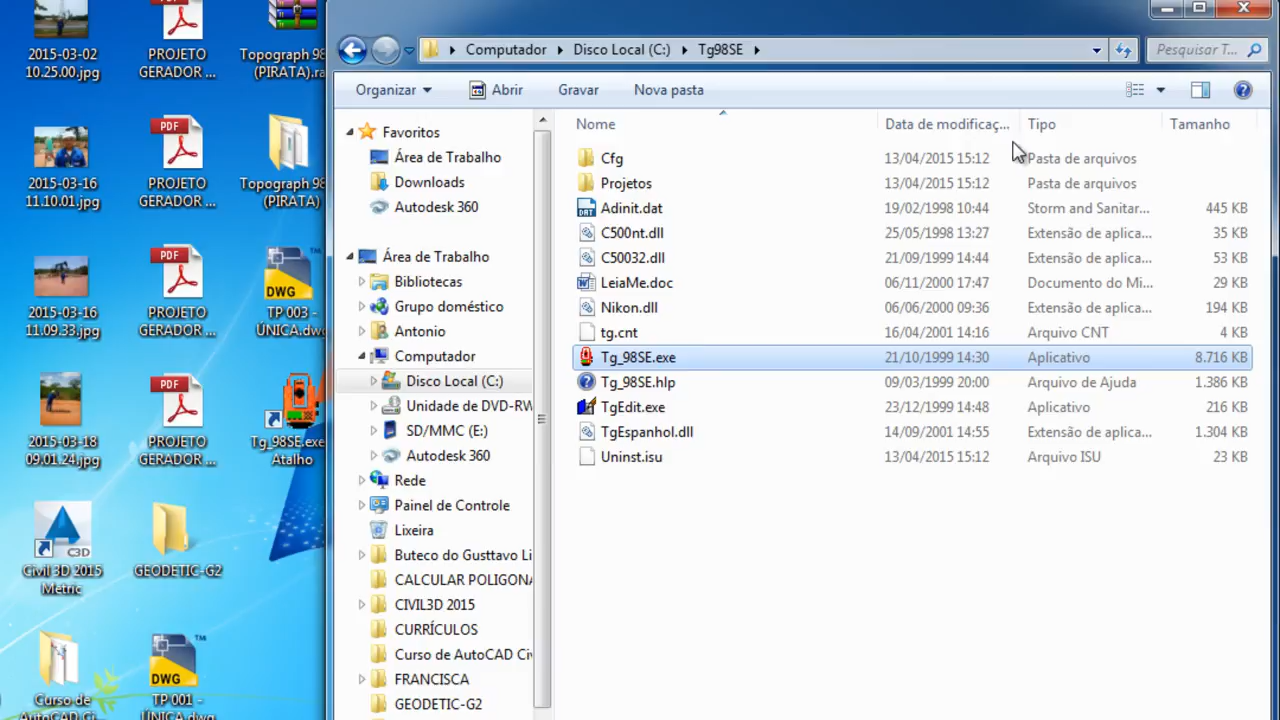 2015-03-02
10.25.00.jpg
PROJETO
GERADOR ...
Topograph 98
(PIRATA).ra
2015-03-16
11.10.01.jpg
PDF
PROJETO
GERADOR ...
Topograph 98
(PIRATA)
2015-03-16
11.09.33.jpg
PDF
PROJETO
GERADOR ...
DWG
TP 003 -
ÚNICA.dwg
2015-03-18
09.01.24.jpg
PDF
PROJETO
GERADOR ...
Tg_98SE.exe
Atalho
C3D
Civil 3D 2015
Metric
GEODETIC-G2
Curso de
AutoCAD Ci...
DWG
TP 001 -
ÚNICA.dwg
Computador
Disco Local (C:)
Tg98SE
Pesquisar T...
Organizar
Abrir
Gravar
Nova pasta
Favoritos
Área de Trabalho
Downloads
Autodesk 360
Área de Trabalho
Bibliotecas
Grupo doméstico
Antonio
Computador
Disco Local (C:)
Unidade de DVD-RW
SD/MMC (E:)
Autodesk 360
Rede
Painel de Controle
Lixeira
Buteco do Gusttavo Li
CALCULAR POLIGONA
CIVIL3D 2015
CURRÍCULOS
Curso de AutoCAD Civ
FRANCISCA
GEODETIC-G2
Nome Data de modificaç... Tipo Tamanho
Cfg 13/04/2015 15:12 Pasta de arquivos
Projetos 13/04/2015 15:12 Pasta de arquivos
Adinit.dat 19/02/1998 10:44 Storm and Sanitar... 445 KB
C500nt.dll 25/05/1998 13:27 Extensão de aplica... 35 KB
C50032.dll 21/09/1999 14:44 Extensão de aplica... 53 KB
LeiaMe.doc 06/11/2000 17:47 Documento do Mi... 29 KB
Nikon.dll 06/06/2000 09:36 Extensão de aplica... 194 KB
tg.cnt 16/04/2001 14:16 Arquivo CNT 4 KB
Tg_98SE.exe 21/10/1999 14:30 Aplicativo 8.716 KB
Tg_98SE.hlp 09/03/1999 20:00 Arquivo de Ajuda 1.386 KB
TgEdit.exe 23/12/1999 14:48 Aplicativo 216 KB
TgEspanhol.dll 14/09/2001 14:55 Extensão de aplica... 1.304 KB
Uninst.isu 13/04/2015 15:12 Arquivo ISU 23 KB